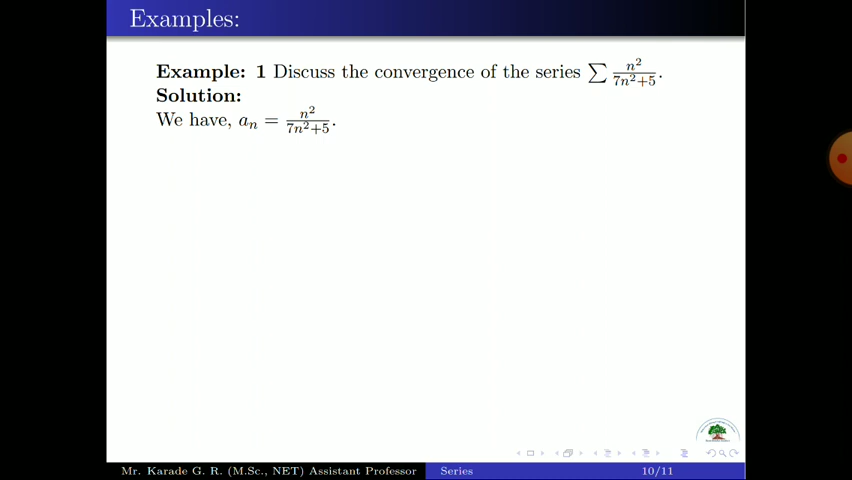 Examples:
Example: 1 Discuss the convergence of the series ∑ n²/7n²+5.
Solution:
We have, aₙ = n²/7n²+5.
Mr. Karade G. R. (M.Sc., NET) Assistant Professor Series 10/11